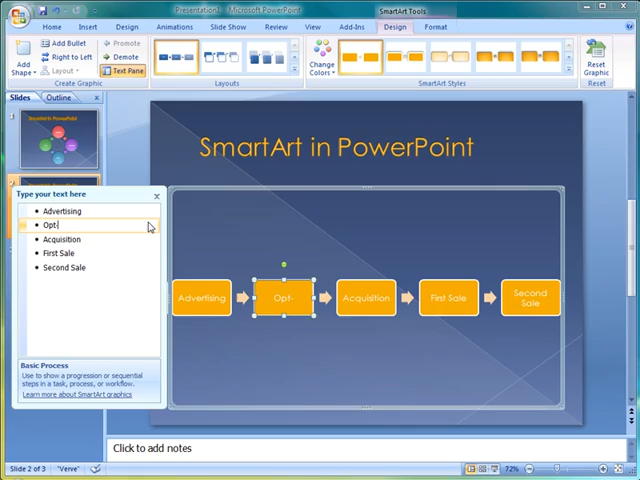 Presentation1 - Microsoft PowerPoint
SmartArt Tools
Home
Insert
Design
Animations
Slide Show
Review
View
Add-Ins
Design
Format
Add Shape
Add Bullet
Right to Left
Layout
Promote
Demote
Text Pane
Create Graphic
Layouts
Change Colors
SmartArt Styles
Reset Graphic
Reset
Slides
Outline
SmartArt in PowerPoint
Type your text here
Advertising
Opt-
Acquisition
First Sale
Second Sale
Basic Process
Use to show a progression or sequential
steps in a task, process, or workflow.
Learn more about SmartArt graphics
SmartArt in PowerPoint
Advertising
Opt-
Acquisition
First Sale
Second
Sale
Click to add notes
Slide 2 of 3
"Verve"
72%